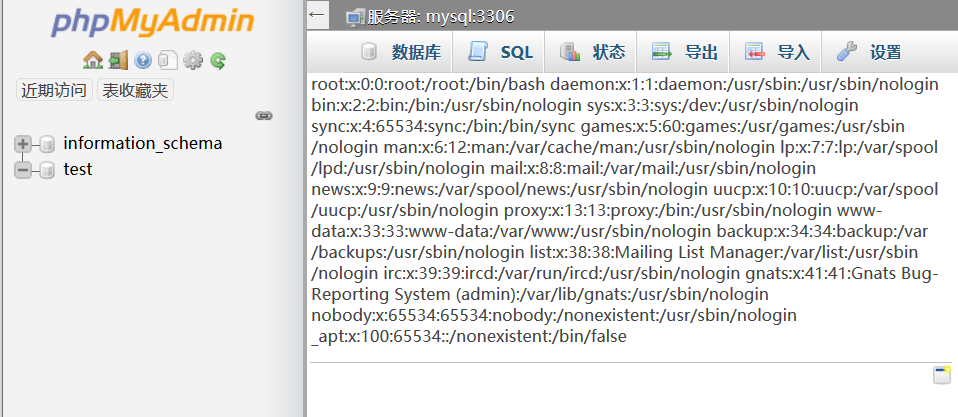 phpMyAdmin
近期访问 表收藏夹
information_schema
test
服务器: mysql:3306
数据库 SQL 状态 导出 导入 设置
root:x:0:0:root:/root:/bin/bash daemon:x:1:1:daemon:/usr/sbin:/usr/sbin/nologin
bin:x:2:2:bin:/bin:/usr/sbin/nologin sys:x:3:3:sys:/dev:/usr/sbin/nologin
sync:x:4:65534:sync:/bin:/bin/sync games:x:5:60:games:/usr/games:/usr/sbin
/nologin man:x:6:12:man:/var/cache/man:/usr/sbin/nologin lp:x:7:7:lp:/var/spool
/lpd:/usr/sbin/nologin mail:x:8:8:mail:/var/mail:/usr/sbin/nologin
news:x:9:9:news:/var/spool/news:/usr/sbin/nologin uucp:x:10:10:uucp:/var/spool
/uucp:/usr/sbin/nologin proxy:x:13:13:proxy:/bin:/usr/sbin/nologin www-
data:x:33:33:www-data:/var/www:/usr/sbin/nologin backup:x:34:34:backup:/var
/backups:/usr/sbin/nologin list:x:38:38:Mailing List Manager:/var/list:/usr/sbin
/nologin irc:x:39:39:ircd:/var/run/ircd:/usr/sbin/nologin gnats:x:41:41:Gnats Bug-
Reporting System (admin):/var/lib/gnats:/usr/sbin/nologin
nobody:x:65534:65534:nobody:/nonexistent:/usr/sbin/nologin
_apt:x:100:65534::/nonexistent:/bin/false